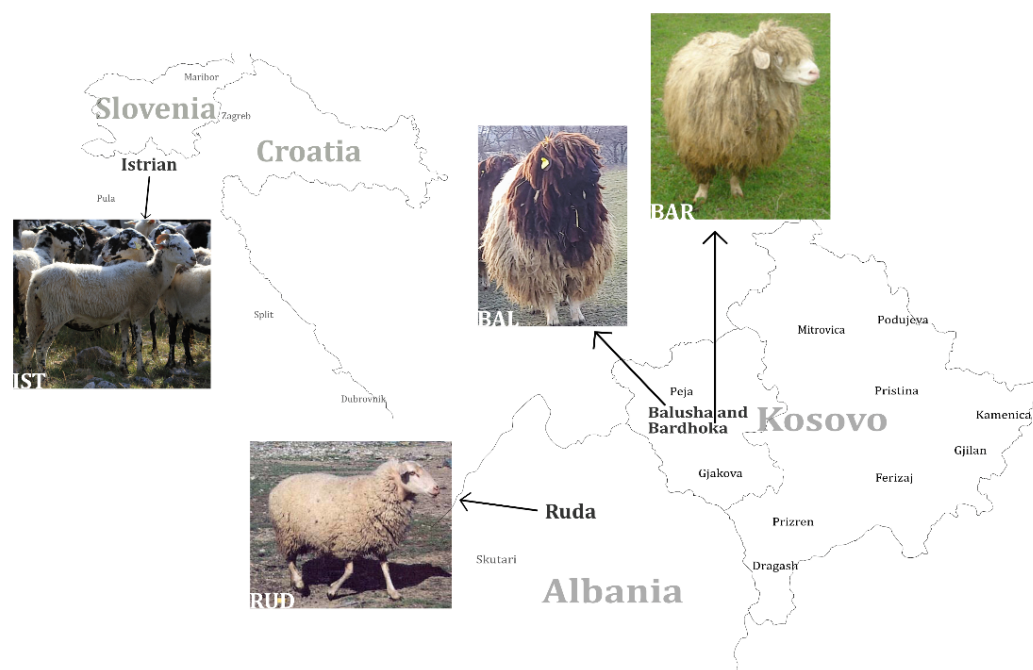 Maribor
Slovenia
Zagreb
Croatia
Istrian
Pula
IST
Split
Dubrovnik
BAL
BAR
Mitrovica
Podujeva
Peja
Pristina
Balusha and
Bardhoka
Kosovo
Kamenica
Gjilan
Gjakova
Ferizaj
Ruda
Prizren
Skutari
Dragash
Albania
RUD